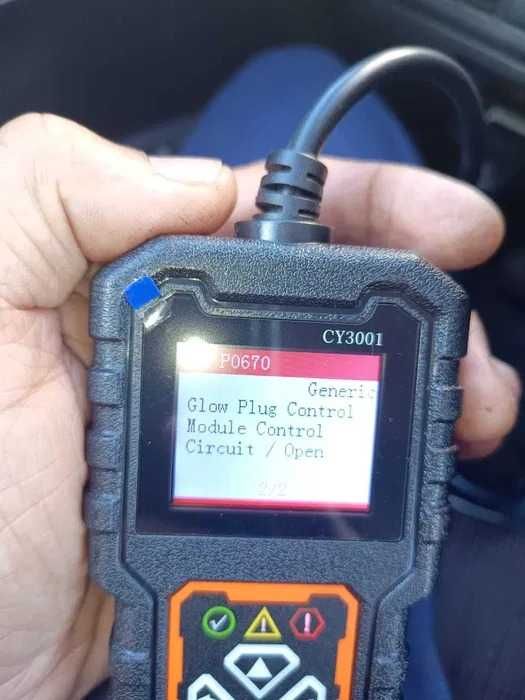 CY3001
P0670
Generic
Glow Plug Control
Module Control
Circuit / Open
2/2